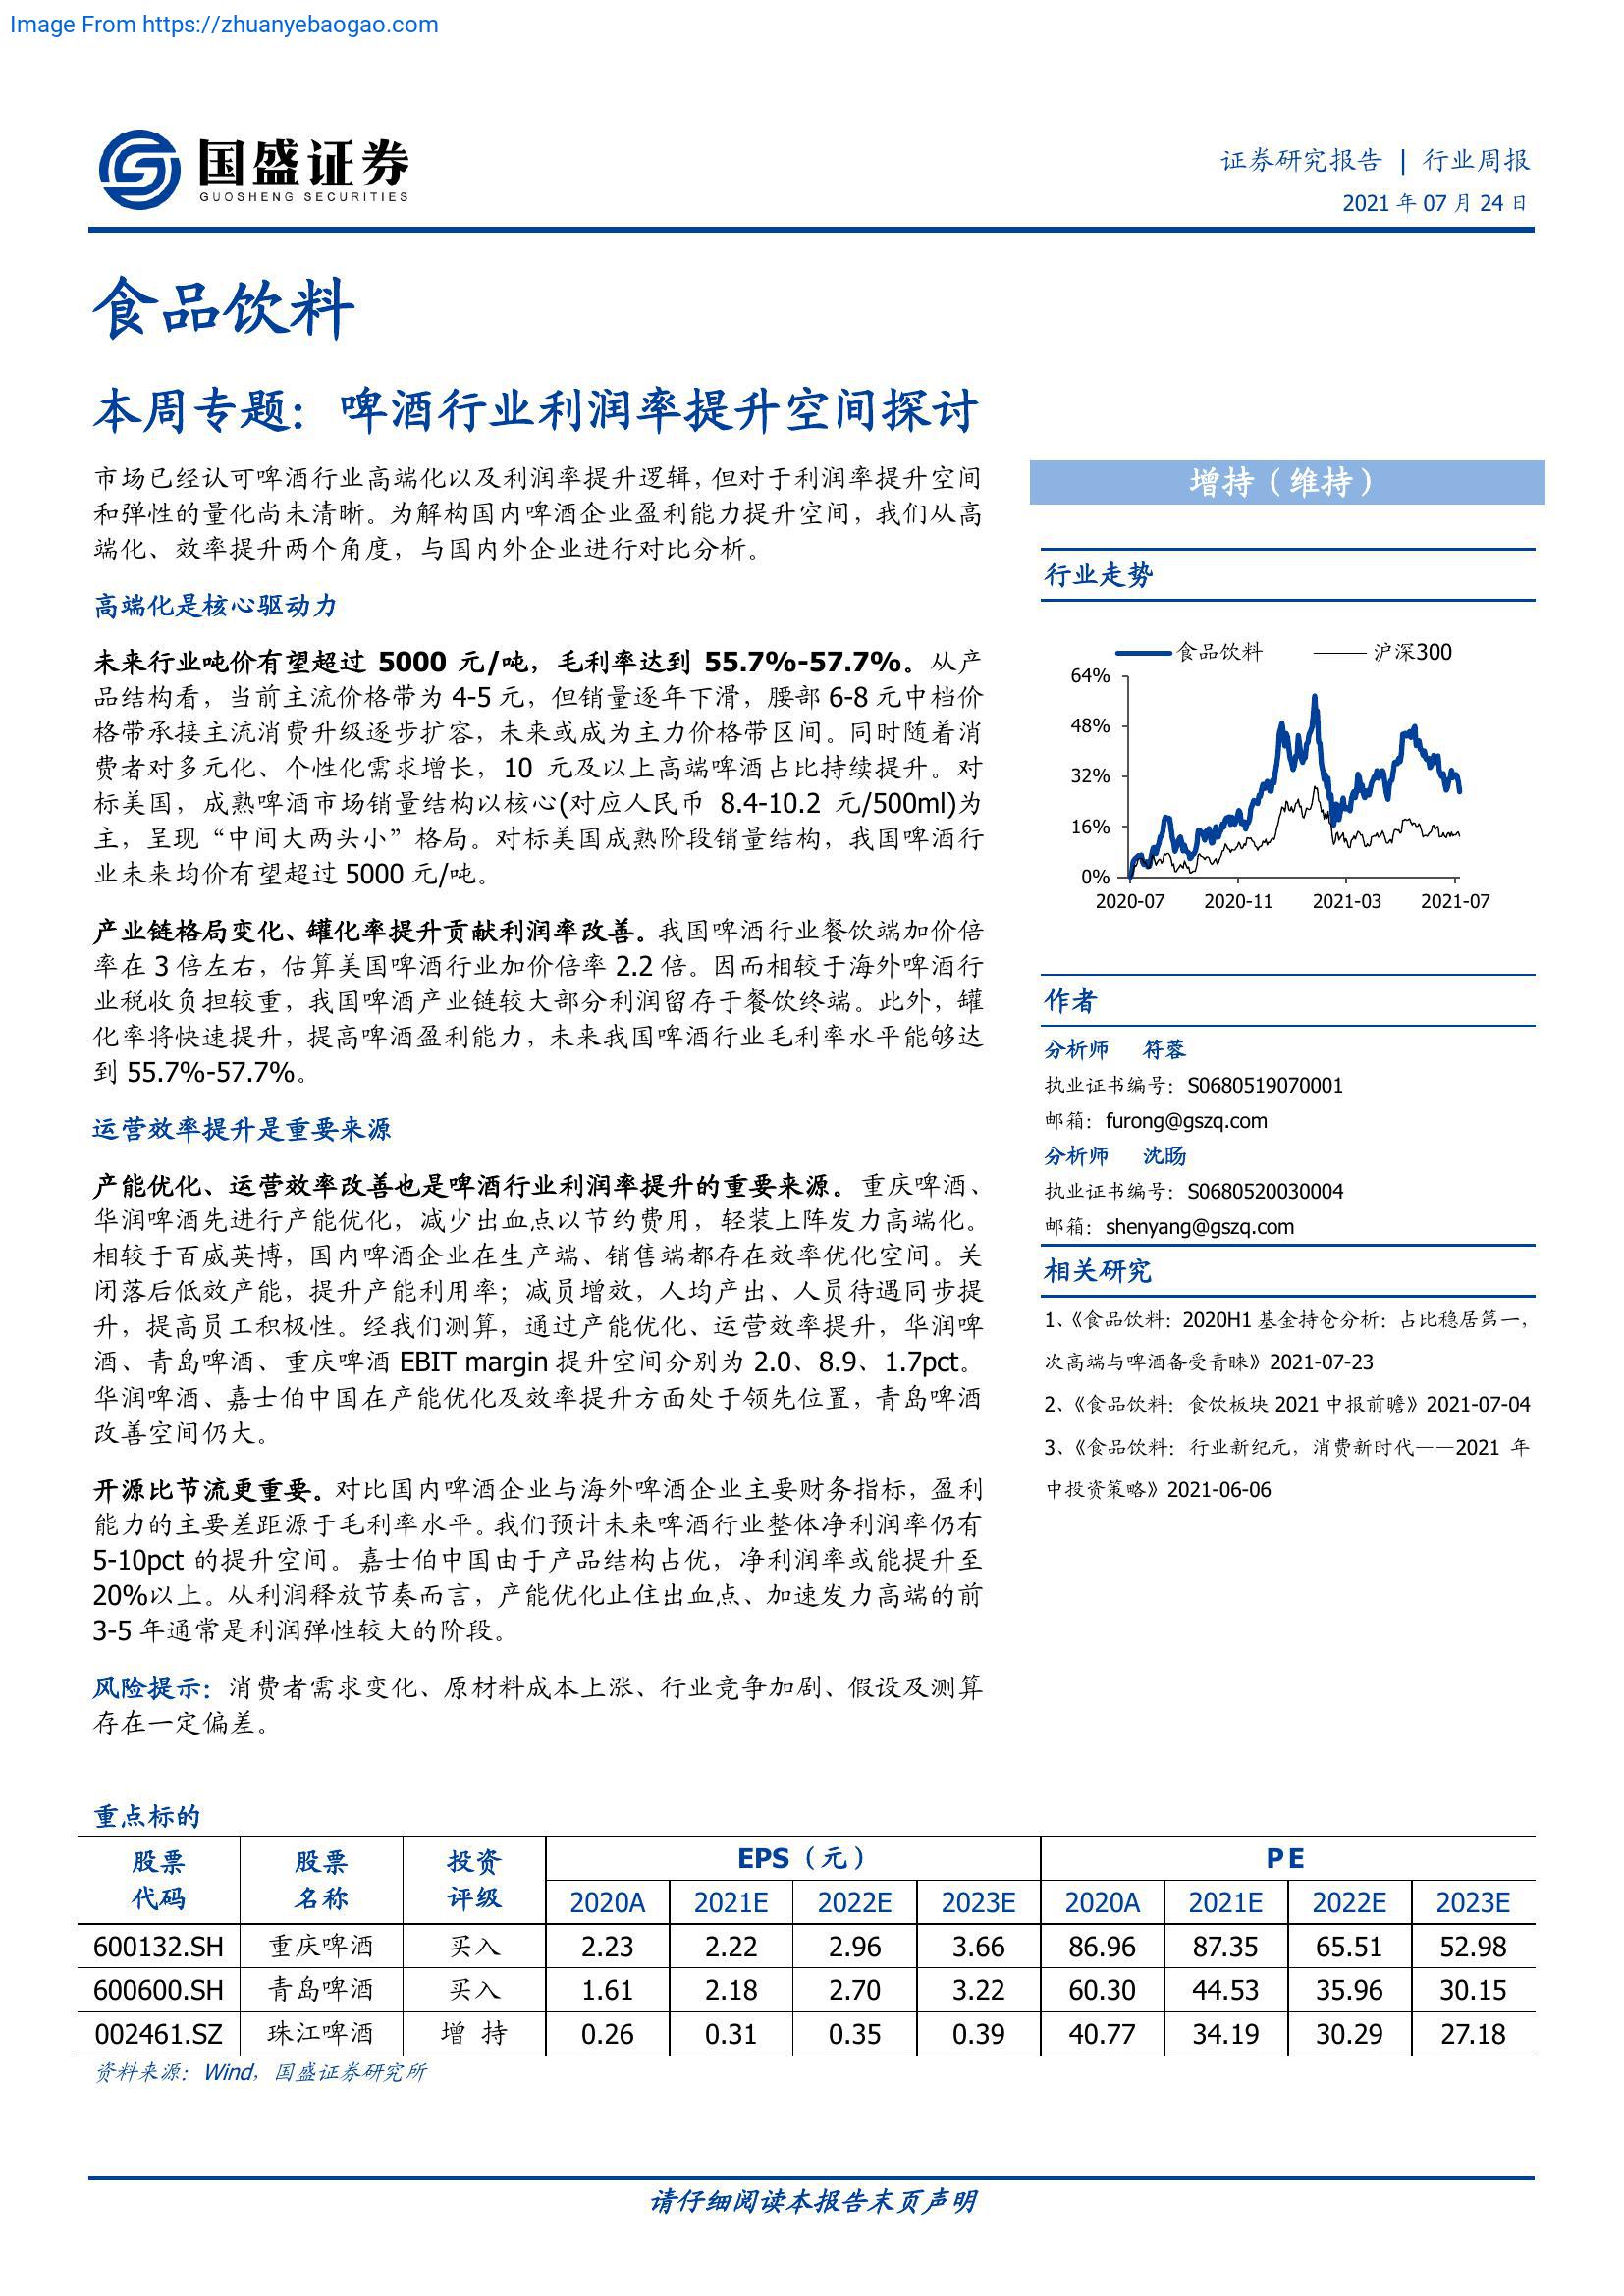 Image From https://zhuanyebaogao.com
国盛证券
GUOSHENG SECURITIES
证券研究报告 | 行业周报
2021 年 07 月 24 日
食品饮料
本周专题：啤酒行业利润率提升空间探讨
市场已经认可啤酒行业高端化以及利润率提升逻辑，但对于利润率提升空间
和弹性的量化尚未清晰。为解构国内啤酒企业盈利能力提升空间，我们从高
端化、效率提升两个角度，与国内外企业进行对比分析。
高端化是核心驱动力
未来行业吨价有望超过 5000 元/吨，毛利率达到 55.7%-57.7%。从产
品结构看，当前主流价格带为 4-5 元，但销量逐年下滑，腰部 6-8 元中档价
格带承接主流消费升级逐步扩容，未来或成为主力价格带区间。同时随着消
费者对多元化、个性化需求增长，10 元及以上高端啤酒占比持续提升。对
标美国，成熟啤酒市场销量结构以核心(对应人民币 8.4-10.2 元/500ml)为
主，呈现“中间大两头小”格局。对标美国成熟阶段销量结构，我国啤酒行
业未来均价有望超过 5000 元/吨。
产业链格局变化、罐化率提升贡献利润率改善。我国啤酒行业餐饮端加价倍
率在 3 倍左右，估算美国啤酒行业加价倍率 2.2 倍。因而相较于海外啤酒行
业税收负担较重，我国啤酒产业链较大部分利润留存于餐饮终端。此外，罐
化率将快速提升，提高啤酒盈利能力，未来我国啤酒行业毛利率水平能够达
到 55.7%-57.7%。
运营效率提升是重要来源
产能优化、运营效率改善也是啤酒行业利润率提升的重要来源。重庆啤酒、
华润啤酒先进行产能优化，减少出血点以节约费用，轻装上阵发力高端化。
相较于百威英博，国内啤酒企业在生产端、销售端都存在效率优化空间。关
闭落后低效产能，提升产能利用率；减员增效，人均产出、人员待遇同步提
升，提高员工积极性。经我们测算，通过产能优化、运营效率提升，华润啤
酒、青岛啤酒、重庆啤酒 EBIT margin 提升空间分别为 2.0、8.9、1.7pct。
华润啤酒、嘉士伯中国在产能优化及效率提升方面处于领先位置，青岛啤酒
改善空间仍大。
开源比节流更重要。对比国内啤酒企业与海外啤酒企业主要财务指标，盈利
能力的主要差距源于毛利率水平。我们预计未来啤酒行业整体净利润率仍有
5-10pct 的提升空间。嘉士伯中国由于产品结构占优，净利润率或能提升至
20%以上。从利润释放节奏而言，产能优化止住出血点、加速发力高端的前
3-5 年通常是利润弹性较大的阶段。
风险提示：消费者需求变化、原材料成本上涨、行业竞争加剧、假设及测算
存在一定偏差。
增持（维持）
行业走势
食品饮料 沪深300
64%
48%
32%
16%
0%
2020-07 2020-11 2021-03 2021-07
作者
分析师 符蓉
执业证书编号：S0680519070001
邮箱：furong@gszq.com
分析师 沈旸
执业证书编号：S0680520030004
邮箱：shenyang@gszq.com
相关研究
1、《食品饮料：2020H1 基金持仓分析：占比稳居第一，
次高端与啤酒备受青睐》2021-07-23
2、《食品饮料：食饮板块 2021 中报前瞻》2021-07-04
3、《食品饮料：行业新纪元，消费新时代——2021 年
中投资策略》2021-06-06
重点标的
股票 股票 投资 EPS（元） PE
代码 名称 评级 2020A 2021E 2022E 2023E 2020A 2021E 2022E 2023E
600132.SH 重庆啤酒 买入 2.23 2.22 2.96 3.66 86.96 87.35 65.51 52.98
600600.SH 青岛啤酒 买入 1.61 2.18 2.70 3.22 60.30 44.53 35.96 30.15
002461.SZ 珠江啤酒 增 持 0.26 0.31 0.35 0.39 40.77 34.19 30.29 27.18
资料来源：Wind，国盛证券研究所
请仔细阅读本报告末页声明